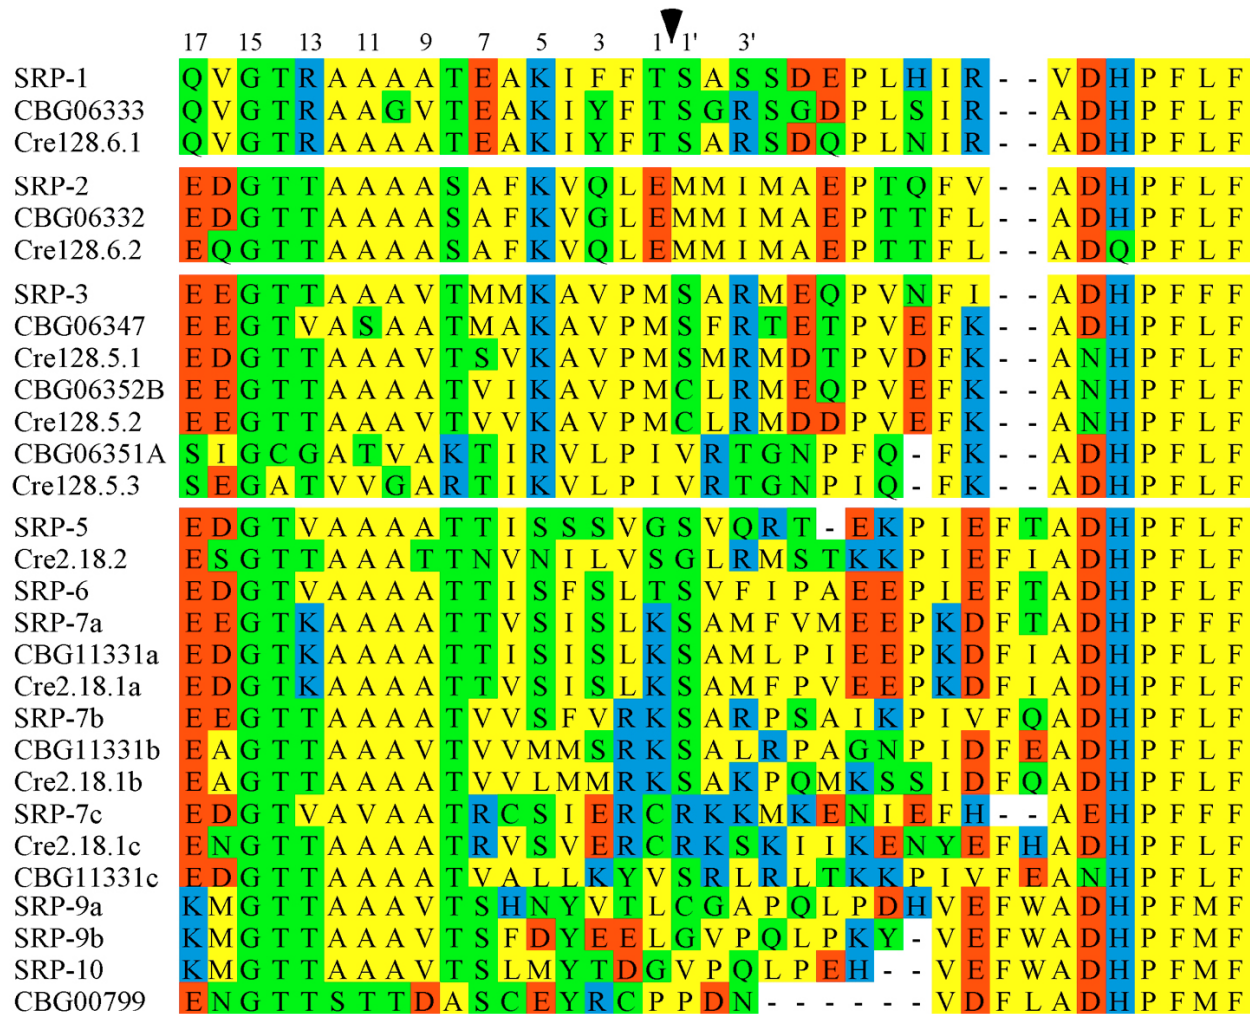 17 15 13 11 9 7 5 3 1 1' 3'
SRP-1 Q V G T R A A A A T E A K I F F T S A S S D E P L H I R - - V D H P F L F
CBG06333 Q V G T R A A G V T E A K I Y F T S G R S G D P L S I R - - A D H P F L F
Cre128.6.1 Q V G T R A A A A T E A K I Y F T S A R S D Q P L N I R - - A D H P F L F
SRP-2 E D G T T A A A A S A F K V Q L E M M I M A E P T Q F V - - A D H P F L F
CBG06332 E D G T T A A A A S A F K V G L E M M I M A E P T T F L - - A D H P F L F
Cre128.6.2 E Q G T T A A A A S A F K V Q L E M M I M A E P T T F L - - A D Q P F L F
SRP-3 E E G T T A A A V T M M K A V P M S A R M E Q P V N F I - - A D H P F F F
CBG06347 E E G T V A S A A T M A K A V P M S F R T E T P V E F K - - A D H P F L F
Cre128.5.1 E D G T T A A A V T S V K A V P M S M R M D T P V D F K - - A N H P F L F
CBG06352B E E G T T A A A A T V I K A V P M C L R M E Q P V E F K - - A N H P F L F
Cre128.5.2 E E G T T A A A V T V V K A V P M C L R M D D P V E F K - - A N H P F L F
CBG06351A S I G C G A T V A K T I R V L P I V R T G N P F Q - F K - - A D H P F L F
Cre128.5.3 S E G A T V V G A R T I K V L P I V R T G N P I Q - F K - - A D H P F L F
SRP-5 E D G T V A A A A T T I S S S V G S V Q R T - E K P I E F T A D H P F L F
Cre2.18.2 E S G T T A A A T T N V N I L V S G L R M S T K K P I E F I A D H P F L F
SRP-6 E D G T V A A A A T T I S F S L T S V F I P A E E P I E F T A D H P F L F
SRP-7a E E G T K A A A A T T V S I S L K S A M F V M E E P K D F T A D H P F F F
CBG11331a E D G T K A A A A T T I S I S L K S A M L P I E E P K D F I A D H P F L F
Cre2.18.1a E D G T K A A A A T T V S I S L K S A M F P V E E P K D F I A D H P F L F
SRP-7b E E G T T A A A A T V V S F V R K S A R P S A I K P I V F Q A D H P F L F
CBG11331b E A G T T A A A V T V V M M S R K S A L R P A G N P I D F E A D H P F L F
Cre2.18.1b E A G T T A A A A T V V L M M R K S A K P Q M K S S I D F Q A D H P F L F
SRP-7c E D G T V A V A A T R C S I E R C R K K M K E N I E F H - - A E H P F F F
Cre2.18.1c E N G T T A A A A T R V S V E R C R K S K I I K E N Y E F H A D H P F L F
CBG11331c E D G T T A A A A T V A L L K Y V S R L R L T K K P I V F E A N H P F L F
SRP-9a K M G T T A A A V T S H N Y V T L C G A P Q L P D H V E F W A D H P F M F
SRP-9b K M G T T A A A V T S F D Y E E L G V P Q L P K Y - V E F W A D H P F M F
SRP-10 K M G T T A A A V T S L M Y T D G V P Q L P E H - - V E F W A D H P F M F
CBG00799 E N G T T S T T D A S C E Y R C P P D N - - - - - - V D F L A D H P F M F